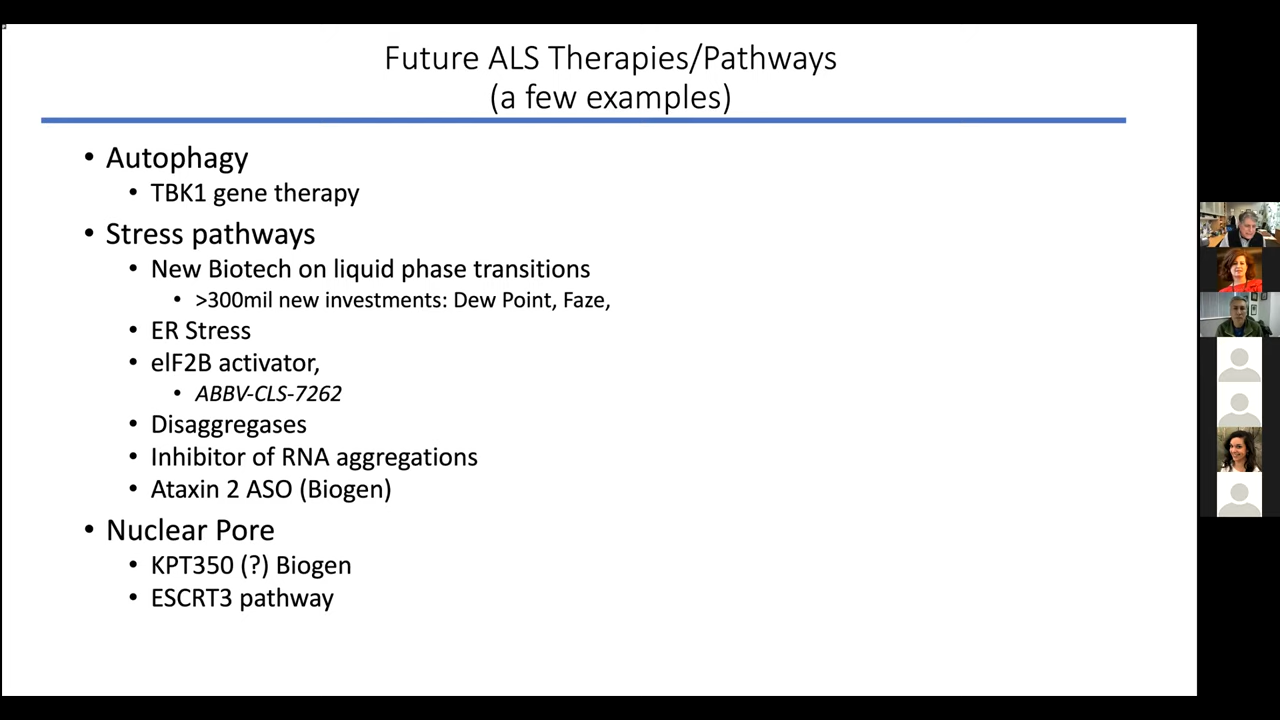 Future ALS Therapies/Pathways
(a few examples)
• Autophagy
• TBK1 gene therapy
• Stress pathways
• New Biotech on liquid phase transitions
• >300mil new investments: Dew Point, Faze,
• ER Stress
• elF2B activator,
• ABBV-CLS-7262
• Disaggregases
• Inhibitor of RNA aggregations
• Ataxin 2 ASO (Biogen)
• Nuclear Pore
• KPT350 (?) Biogen
• ESCRT3 pathway